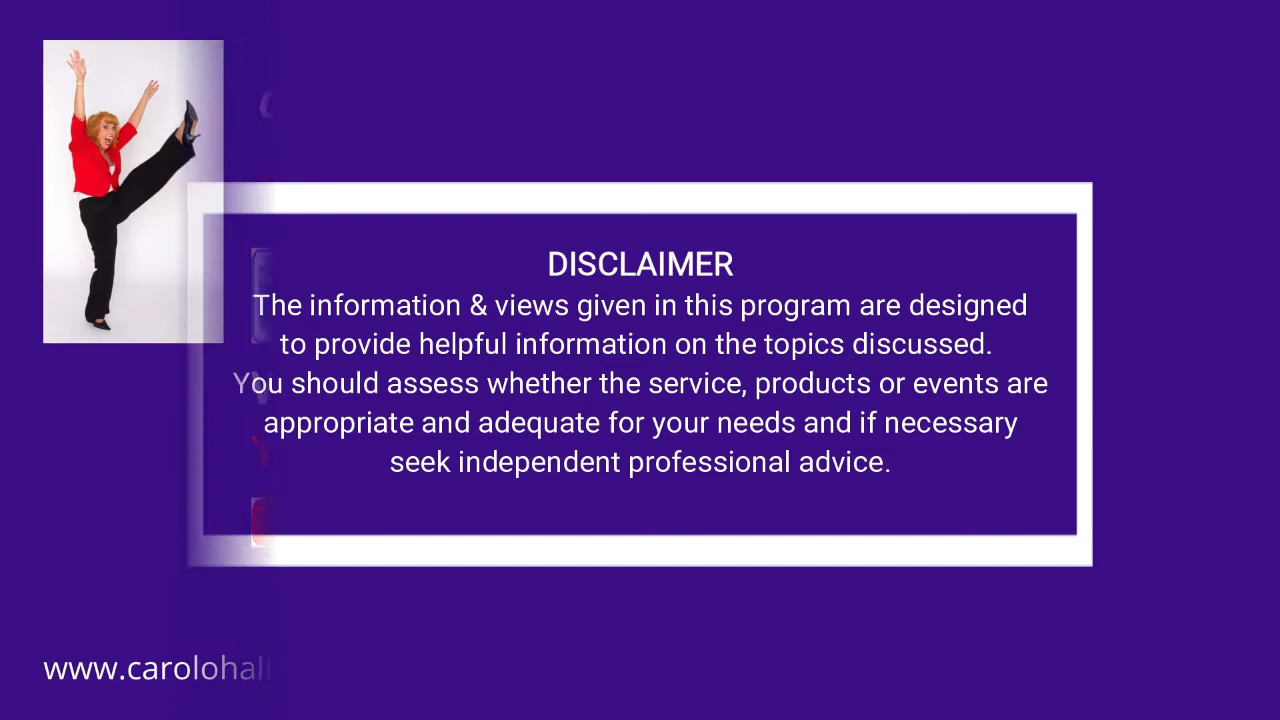 DISCLAIMER
The information & views given in this program are designed
to provide helpful information on the topics discussed.
You should assess whether the service, products or events are
appropriate and adequate for your needs and if necessary
seek independent professional advice.
www.carolohal